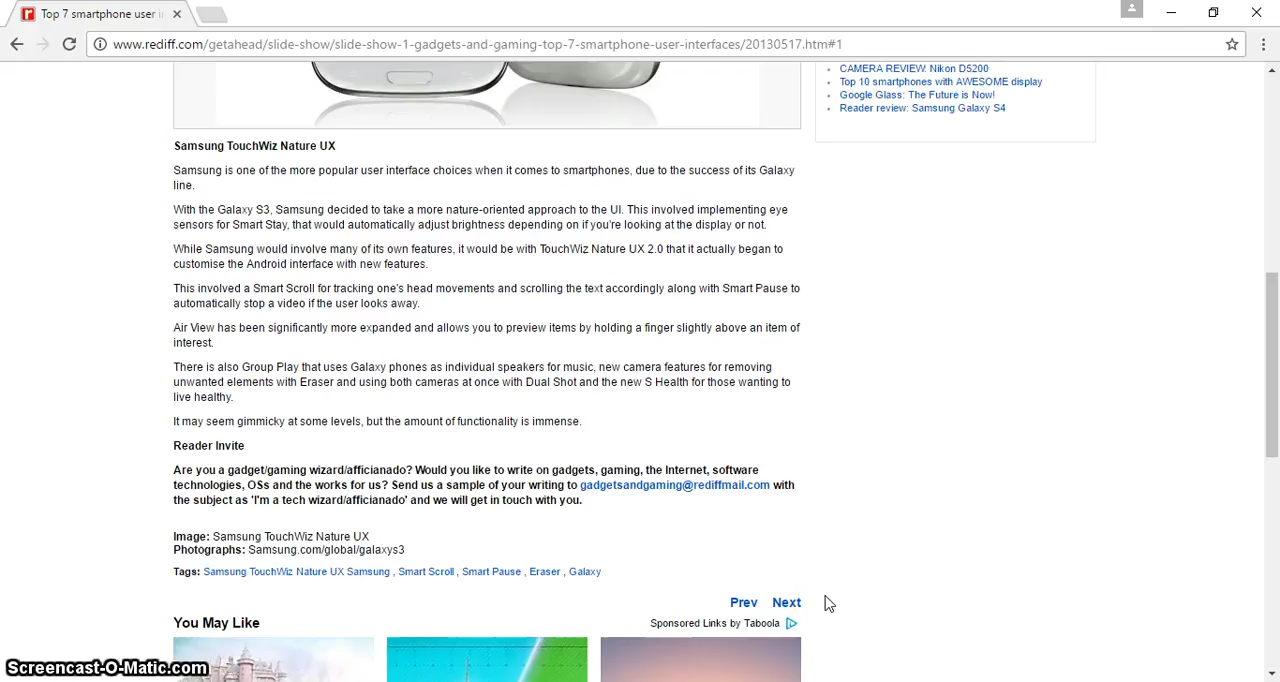 Top 7 smartphone user i
www.rediff.com/getahead/slide-show/slide-show-1-gadgets-and-gaming-top-7-smartphone-user-interfaces/20130517.htm#1
CAMERA REVIEW: Nikon D5200
Top 10 smartphones with AWESOME display
Google Glass: The Future is Now!
Reader review: Samsung Galaxy S4
Samsung TouchWiz Nature UX
Samsung is one of the more popular user interface choices when it comes to smartphones, due to the success of its Galaxy
line.
With the Galaxy S3, Samsung decided to take a more nature-oriented approach to the UI. This involved implementing eye
sensors for Smart Stay, that would automatically adjust brightness depending on if you're looking at the display or not.
While Samsung would involve many of its own features, it would be with TouchWiz Nature UX 2.0 that it actually began to
customise the Android interface with new features.
This involved a Smart Scroll for tracking one's head movements and scrolling the text accordingly along with Smart Pause to
automatically stop a video if the user looks away.
Air View has been significantly more expanded and allows you to preview items by holding a finger slightly above an item of
interest.
There is also Group Play that uses Galaxy phones as individual speakers for music, new camera features for removing
unwanted elements with Eraser and using both cameras at once with Dual Shot and the new S Health for those wanting to
live healthy.
It may seem gimmicky at some levels, but the amount of functionality is immense.
Reader Invite
Are you a gadget/gaming wizard/afficianado? Would you like to write on gadgets, gaming, the Internet, software
technologies, OSs and the works for us? Send us a sample of your writing to gadgetsandgaming@rediffmail.com with
the subject as 'I'm a tech wizard/afficianado' and we will get in touch with you.
Image: Samsung TouchWiz Nature UX
Photographs: Samsung.com/global/galaxys3
Tags: Samsung TouchWiz Nature UX Samsung , Smart Scroll , Smart Pause , Eraser , Galaxy
Prev Next
You May Like
Sponsored Links by Taboola
Screencast-O-Matic.com